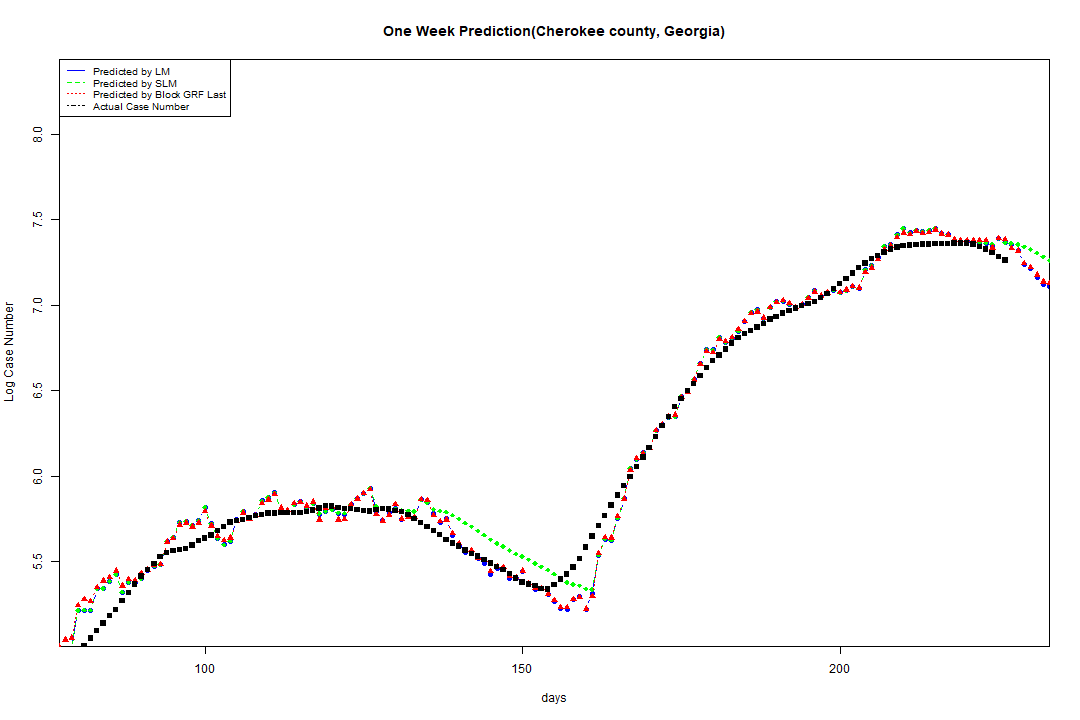 One Week Prediction(Cherokee county, Georgia)
Predicted by LM
Predicted by SLM
Predicted by Block GRF Last
Actual Case Number
8.0
7.5
7.0
6.5
6.0
5.5
Log Case Number
100
150
200
days